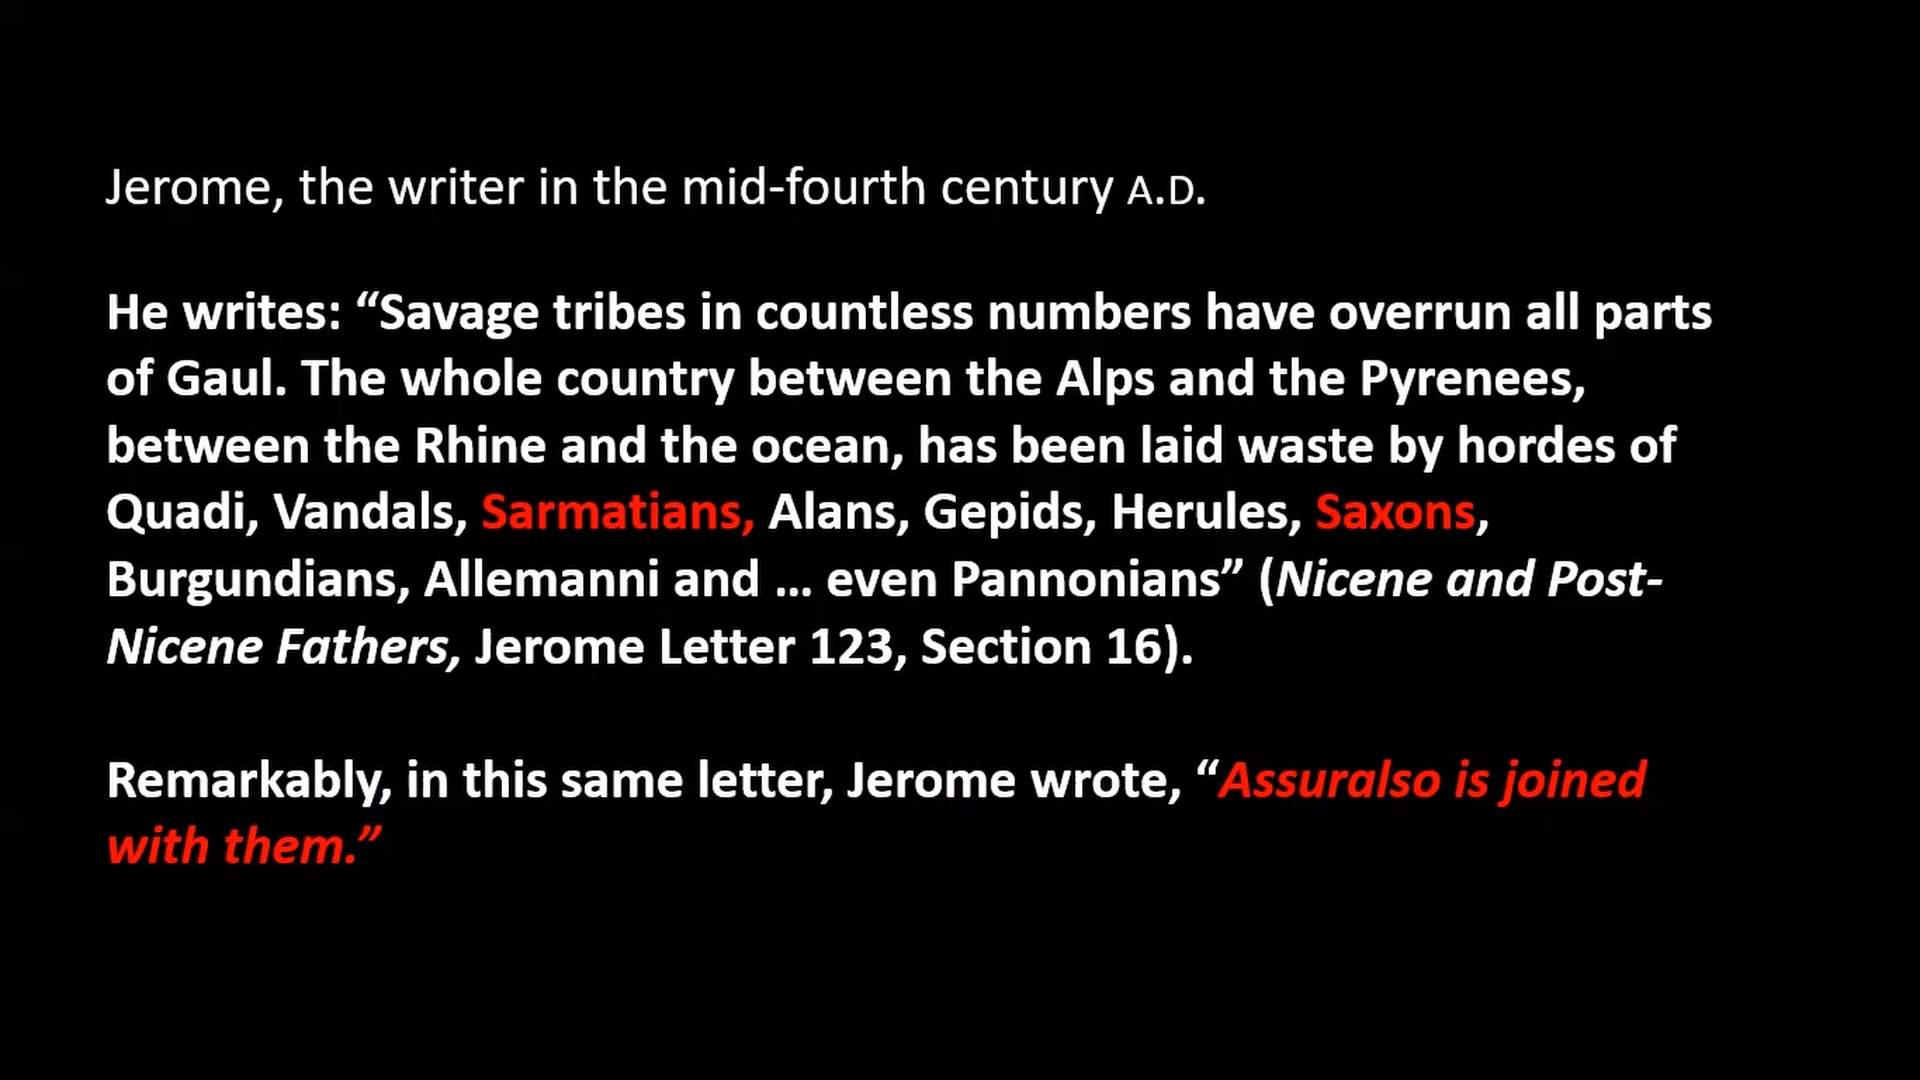 Jerome, the writer in the mid-fourth century A.D.
He writes: “Savage tribes in countless numbers have overrun all parts
of Gaul. The whole country between the Alps and the Pyrenees,
between the Rhine and the ocean, has been laid waste by hordes of
Quadi, Vandals, Sarmatians, Alans, Gepids, Herules, Saxons,
Burgundians, Allemanni and … even Pannonians” (Nicene and Post-
Nicene Fathers, Jerome Letter 123, Section 16).
Remarkably, in this same letter, Jerome wrote, “Assuralso is joined
with them.”